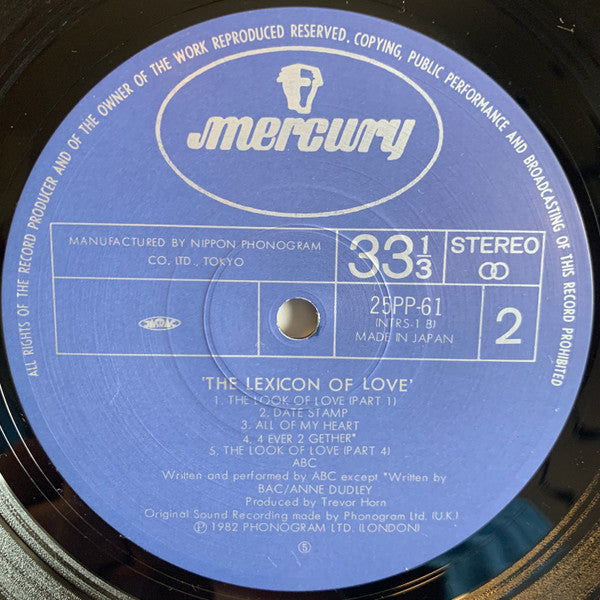 ALL RIGHTS OF THE RECORD PRODUCER AND OF THE OWNER OF THE WORK REPRODUCED RESERVED. COPYING, PUBLIC PERFORMANCE AND BROADCASTING OF THIS RECORD PROHIBITED
mercury
MANUFACTURED BY NIPPON PHONOGRAM
CO. LTD., TOKYO
33 1/3
STEREO
25PP-61
(NTRS-1 B)
MADE IN JAPAN
2
'THE LEXICON OF LOVE'
1. THE LOOK OF LOVE (PART 1)
2. DATE STAMP
3. ALL OF MY HEART
4. 4 EVER 2 GETHER*
5. THE LOOK OF LOVE (PART 4)
ABC
Written and performed by ABC except *Written by
BAC/ANNE DUDLEY
Produced by Trevor Horn
Original Sound Recording made by Phonogram Ltd. (U.K.)
Ⓟ 1982 PHONOGRAM LTD. (LONDON)
⑤